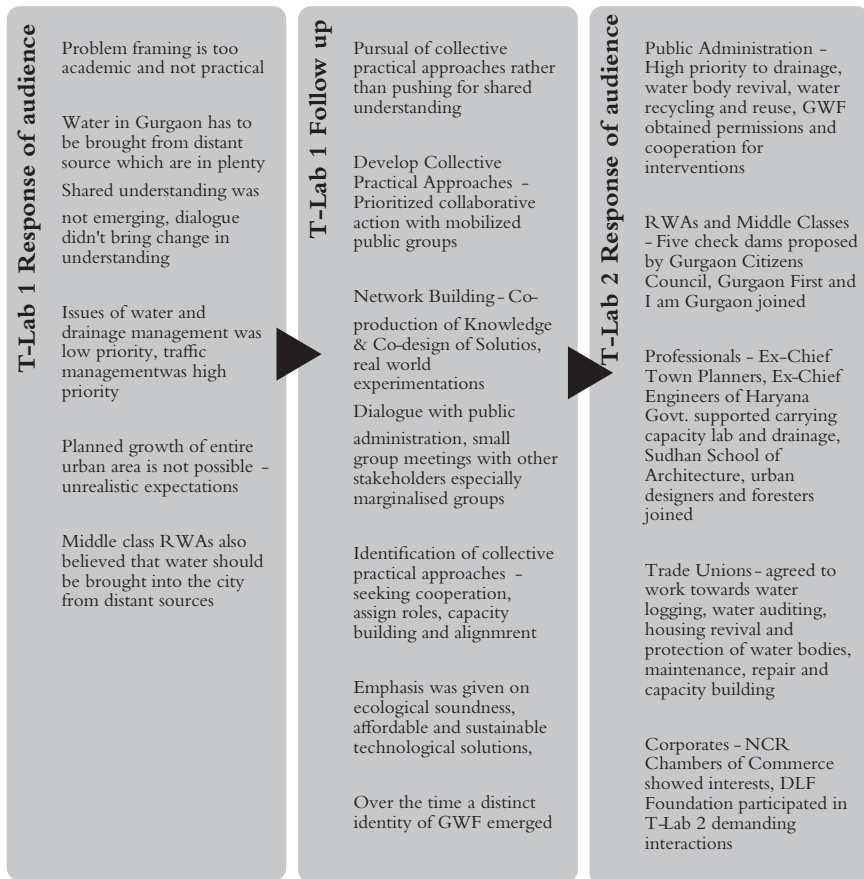 T-Lab 1 Response of audience
Problem framing is too
academic and not practical
Water in Gurgaon has to
be brought from distant
source which are in plenty
Shared understanding was
not emerging, dialogue
didn't bring change in
understanding
Issues of water and
drainage management was
low priority, traffic
managementwas high
priority
Planned growth of entire
urban area is not possible -
unrealistic expectations
Middle class RWAs also
believed that water should
be brought into the city
from distant sources
T-Lab 1 Follow up
Pursual of collective
practical approaches rather
than pushing for shared
understanding
Develop Collective
Practical Approaches -
Prioritized collaborative
action with mobilized
public groups
Network Building - Co-
production of Knowledge
& Co-design of Solutios,
real world
experimentations
Dialogue with public
administration, small
group meetings with other
stakeholders especially
marginalised groups
Identification of collective
practical approaches -
seeking cooperation,
assign roles, capacity
building and alignmrent
Emphasis was given on
ecological soundness,
affordable and sustainable
technological solutions,
Over the time a distinct
identity of GWF emerged
T-Lab 2 Response of audience
Public Administration -
High priority to drainage,
water body revival, water
recycling and reuse, GWF
obtained permissions and
cooperation for
interventions
RWAs and Middle Classes
- Five check dams proposed
by Gurgaon Citizens
Council, Gurgaon First and
I am Gurgaon joined
Professionals - Ex-Chief
Town Planners, Ex-Chief
Engineers of Haryana
Govt. supported carrying
capacity lab and drainage,
Sudhan School of
Architecture, urban
designers and foresters
joined
Trade Unions - agreed to
work towards water
logging, water auditing,
housing revival and
protection of water bodies,
maintenance, repair and
capacity building
Corporates - NCR
Chambers of Commerce
showed interests, DLF
Foundation participated in
T-Lab 2 demanding
interactions